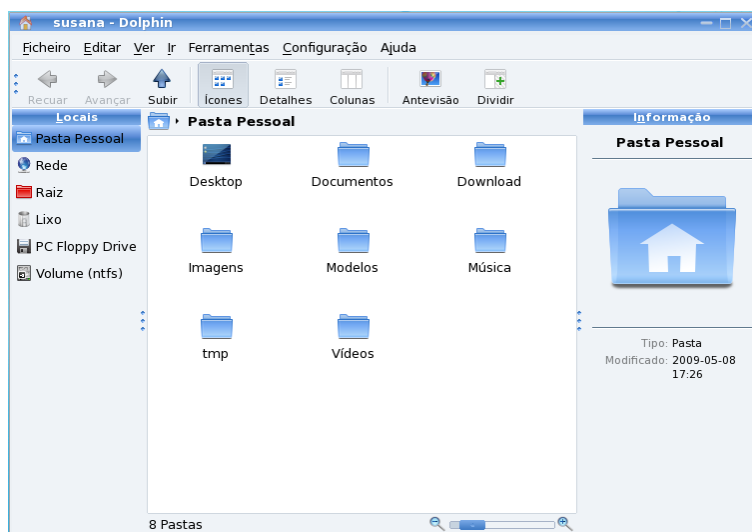 susana - Dolphin
Ficheiro Editar Ver Ir Ferramentas Configuração Ajuda
Recuar Avançar Subir Ícones Detalhes Colunas Antevisão Dividir
Locais
Pasta Pessoal
Rede
Raiz
Lixo
PC Floppy Drive
Volume (ntfs)
Pasta Pessoal
Desktop Documentos Download
Imagens Modelos Música
tmp Vídeos
8 Pastas
Informação
Pasta Pessoal
Tipo: Pasta
Modificado: 2009-05-08
17:26